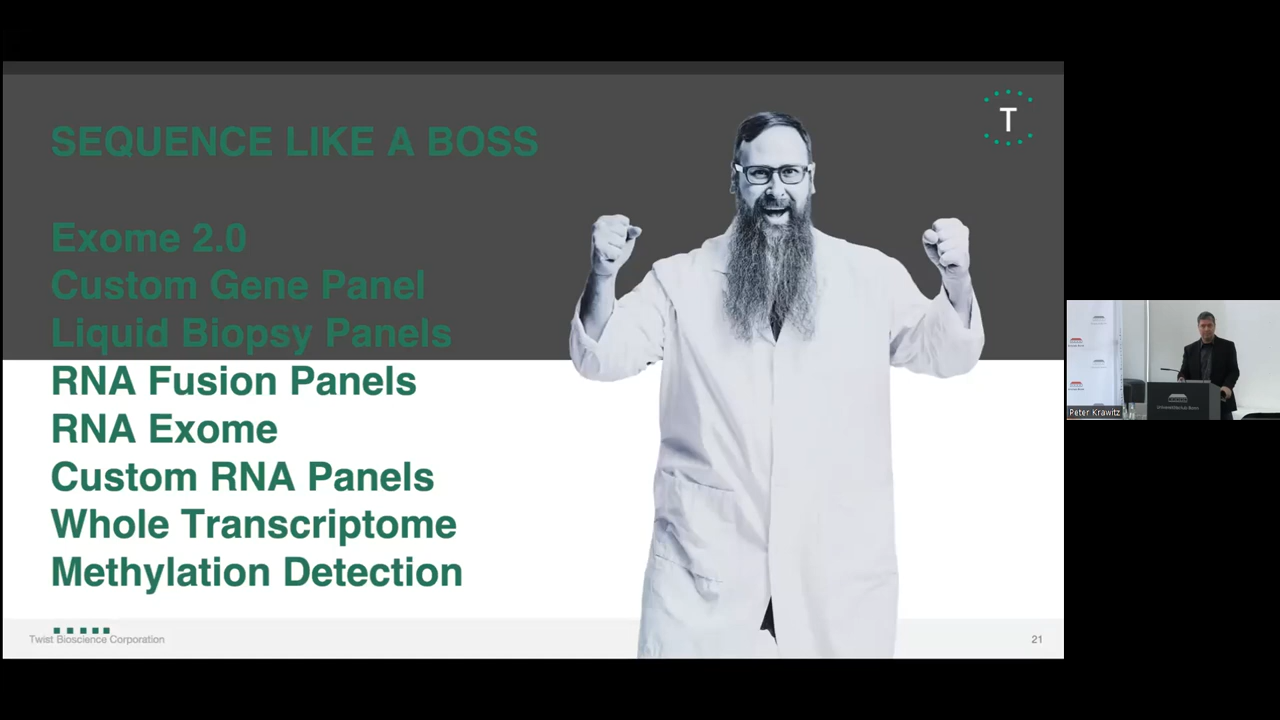 SEQUENCE LIKE A BOSS
Exome 2.0
Custom Gene Panel
Liquid Biopsy Panels
RNA Fusion Panels
RNA Exome
Custom RNA Panels
Whole Transcriptome
Methylation Detection
.....
Twist Bioscience Corporation
21
T
Peter Krawitz